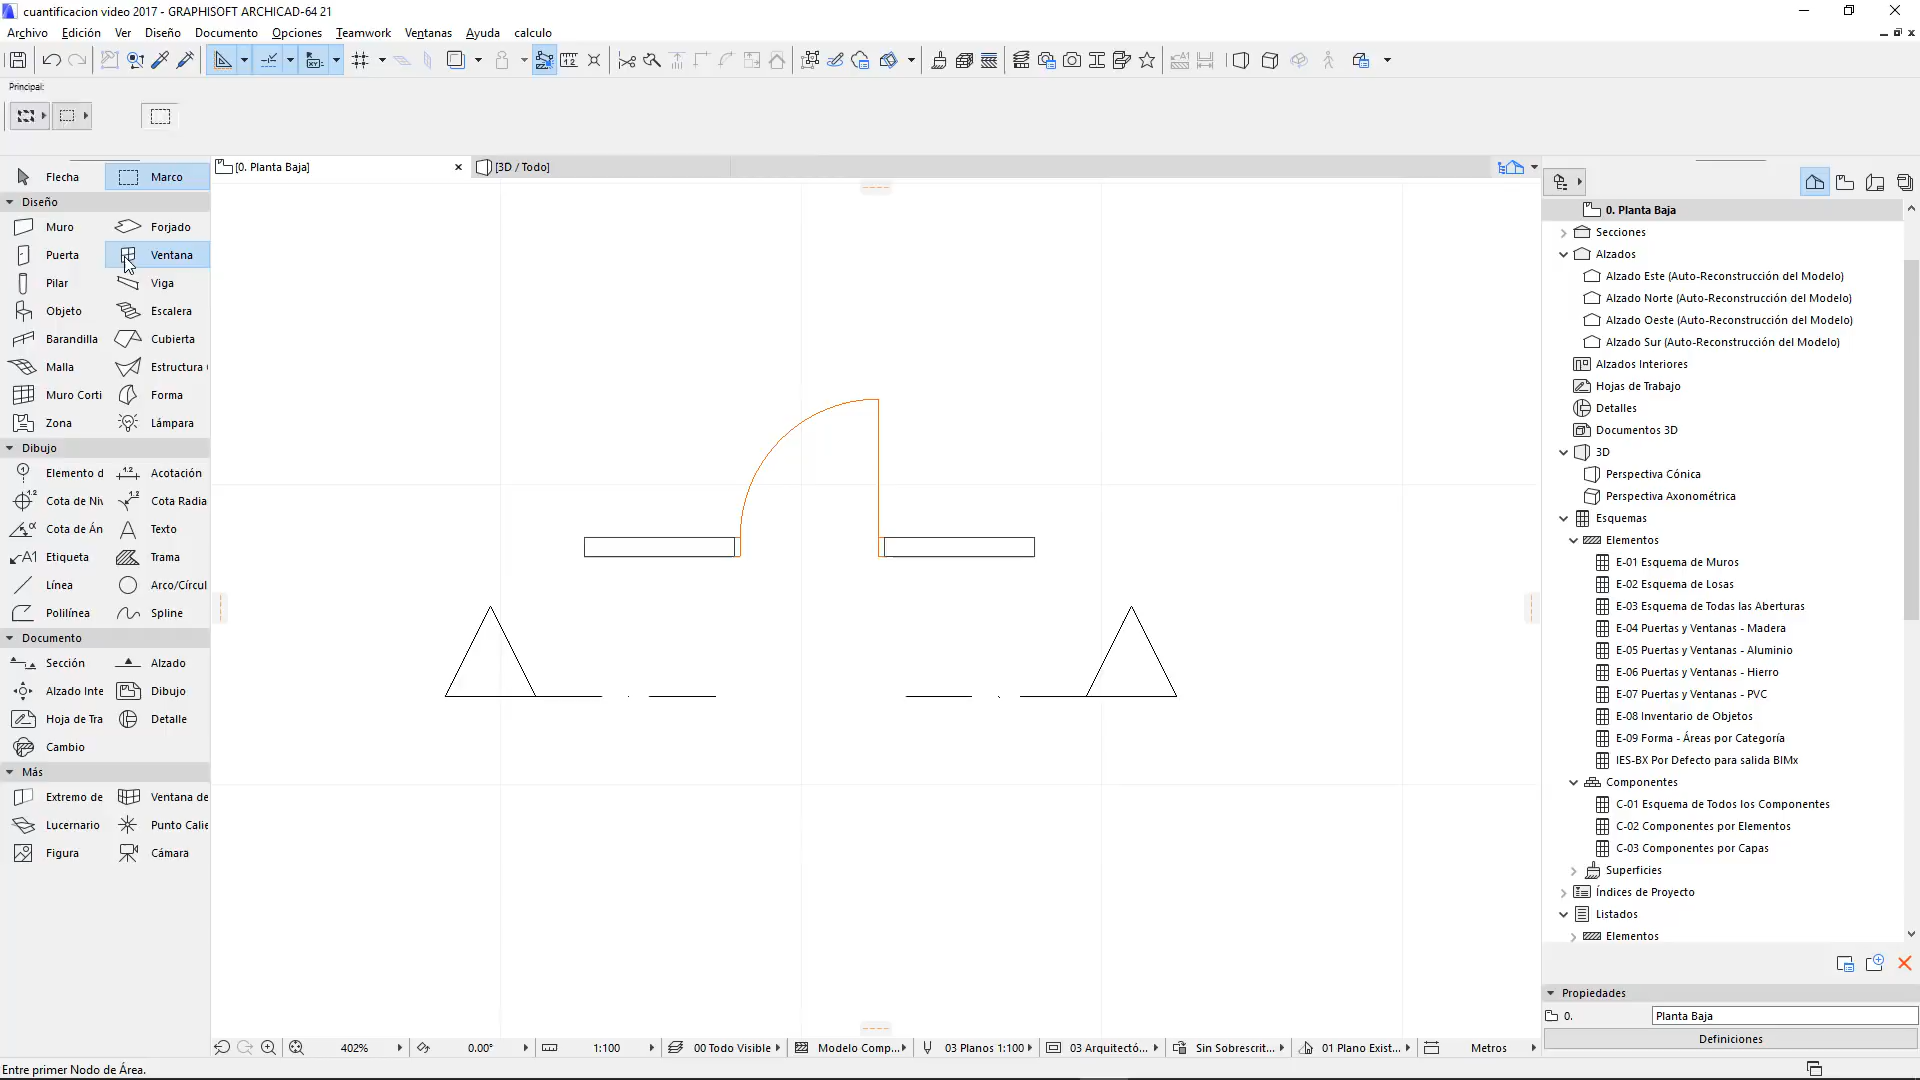 cuantificacion video 2017 - GRAPHISOFT ARCHICAD-64 21
Archivo Edición Ver Diseño Documento Opciones Teamwork Ventanas Ayuda calculo
Principal:
Flecha Marco
[0. Planta Baja] [3D / Todo]
Diseño
Muro Forjado
Puerta Ventana
Pilar Viga
Objeto Escalera
Barandilla Cubierta
Malla Estructura
Muro Corti Forma
Zona Lámpara
Dibujo
Elemento d Acotación
Cota de Niv Cota Radia
Cota de Án Texto
Etiqueta Trama
Línea Arco/Círcul
Polilínea Spline
Documento
Sección Alzado
Alzado Inte Dibujo
Hoja de Tra Detalle
Cambio
Más
Extremo de Ventana de
Lucernario Punto Calie
Figura Cámara
0. Planta Baja
Secciones
Alzados
Alzado Este (Auto-Reconstrucción del Modelo)
Alzado Norte (Auto-Reconstrucción del Modelo)
Alzado Oeste (Auto-Reconstrucción del Modelo)
Alzado Sur (Auto-Reconstrucción del Modelo)
Alzados Interiores
Hojas de Trabajo
Detalles
Documentos 3D
3D
Perspectiva Cónica
Perspectiva Axonométrica
Esquemas
Elementos
E-01 Esquema de Muros
E-02 Esquema de Losas
E-03 Esquema de Todas las Aberturas
E-04 Puertas y Ventanas - Madera
E-05 Puertas y Ventanas - Aluminio
E-06 Puertas y Ventanas - Hierro
E-07 Puertas y Ventanas - PVC
E-08 Inventario de Objetos
E-09 Forma - Áreas por Categoría
IES-BX Por Defecto para salida BIMx
Componentes
C-01 Esquema de Todos los Componentes
C-02 Componentes por Elementos
C-03 Componentes por Capas
Superficies
Índices de Proyecto
Listados
Elementos
Propiedades
0. Planta Baja
Definiciones
402% 0.00° 1:100 00 Todo Visible Modelo Comp... 03 Planos 1:100 03 Arquitectó... Sin Sobrescrit... 01 Plano Exist... Metros
Entre primer Nodo de Área.